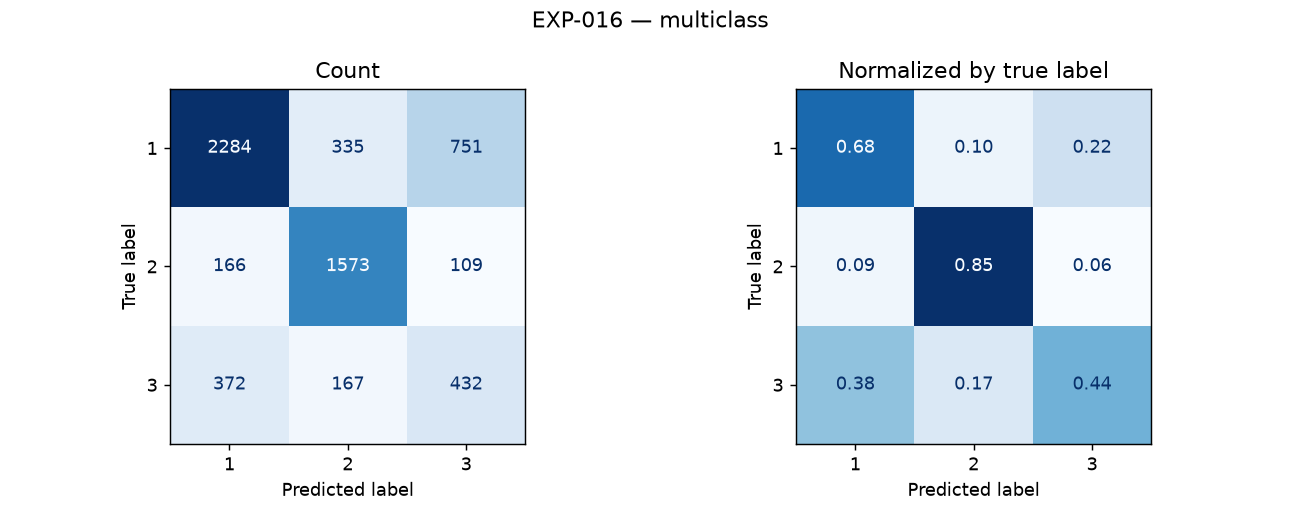 EXP-016 — multiclass
Count
2284 335 751
166 1573 109
372 167 432
1
2
3
1 2 3
True label
Predicted label
Normalized by true label
0.68 0.10 0.22
0.09 0.85 0.06
0.38 0.17 0.44
1
2
3
1 2 3
True label
Predicted label